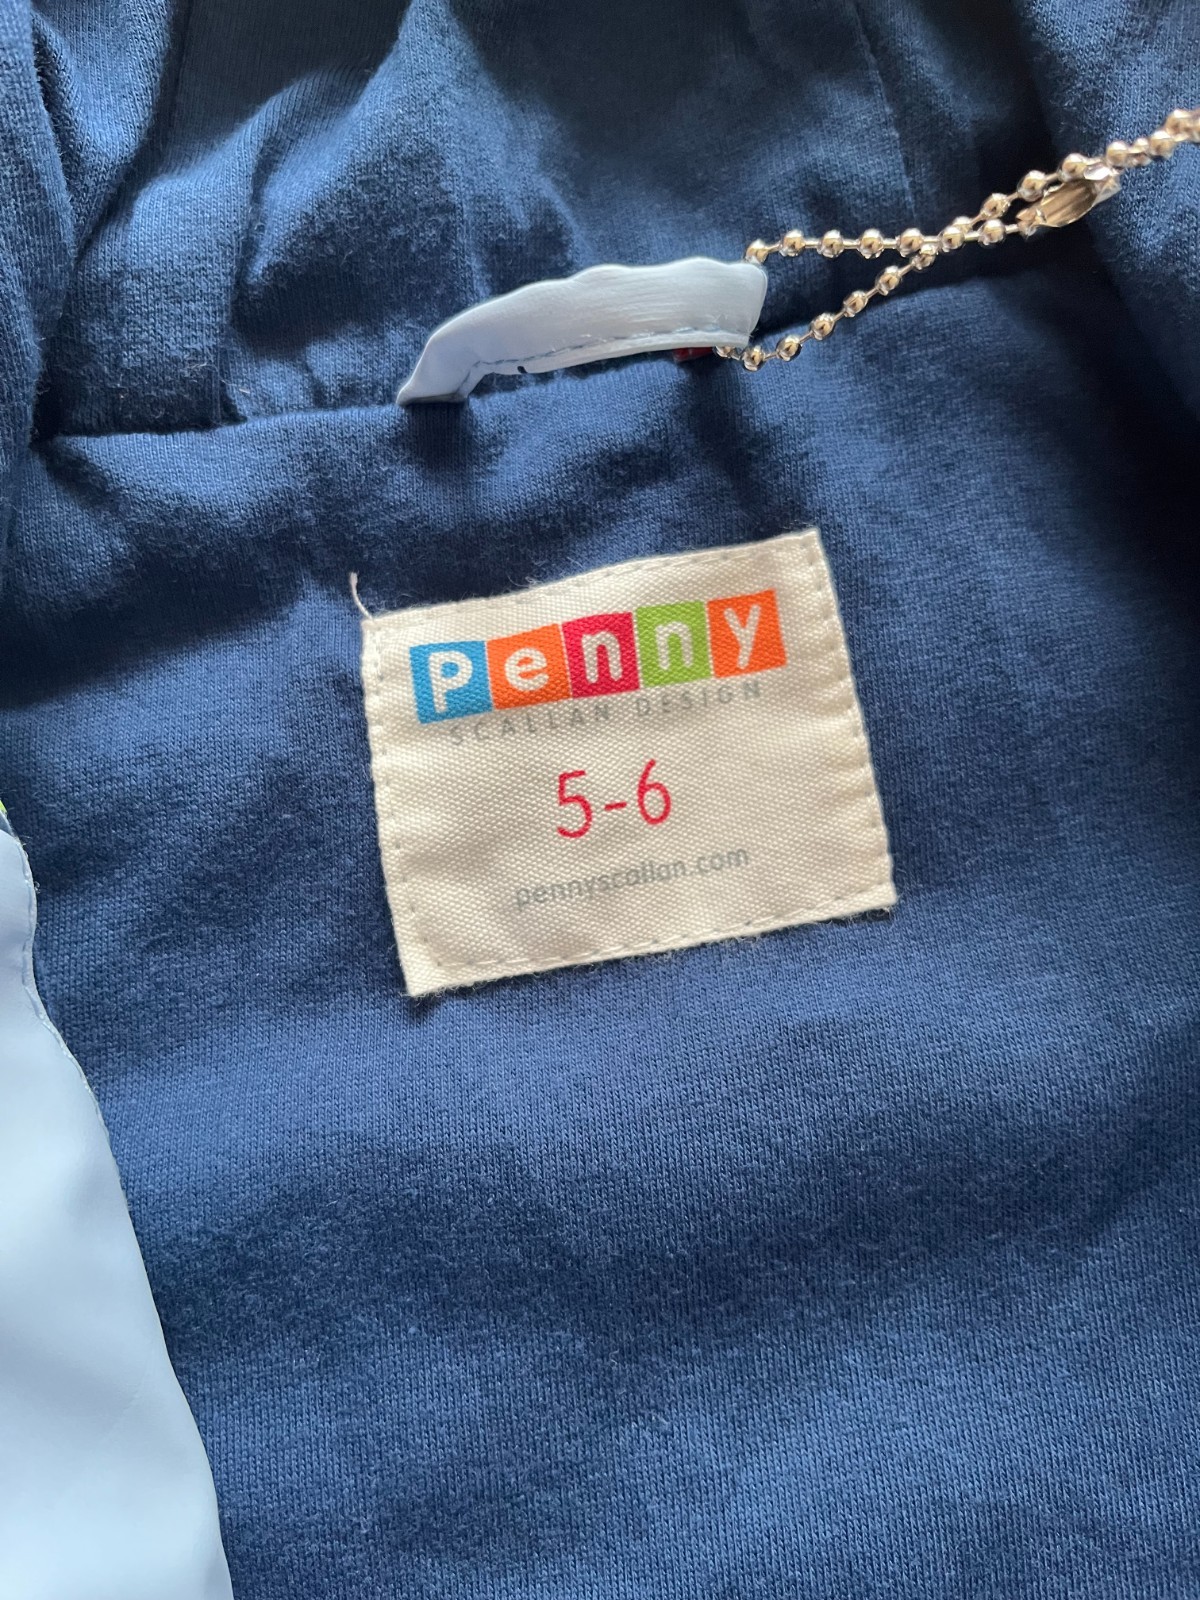 penny
SCALLAN DESIGN
5-6
pennyscallan.com